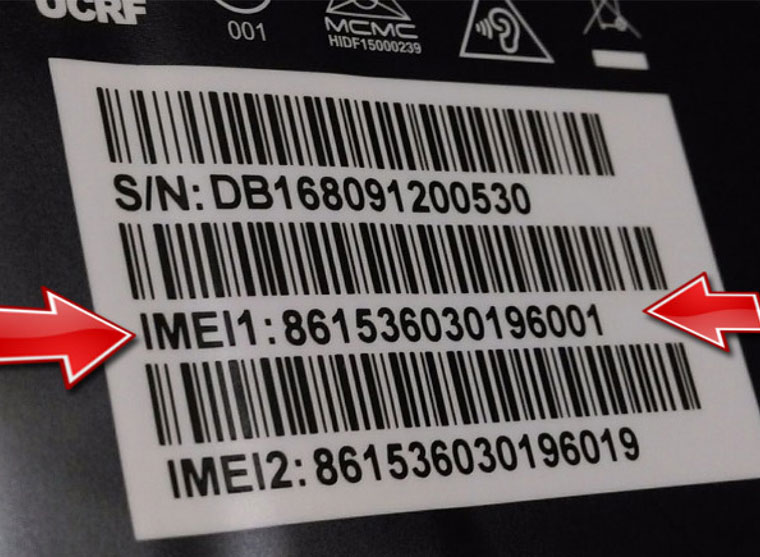 UCRF
001
MCMC
HIDF15000239
S/N: DB168091200530
IMEI1: 861536030196001
IMEI2: 861536030196019